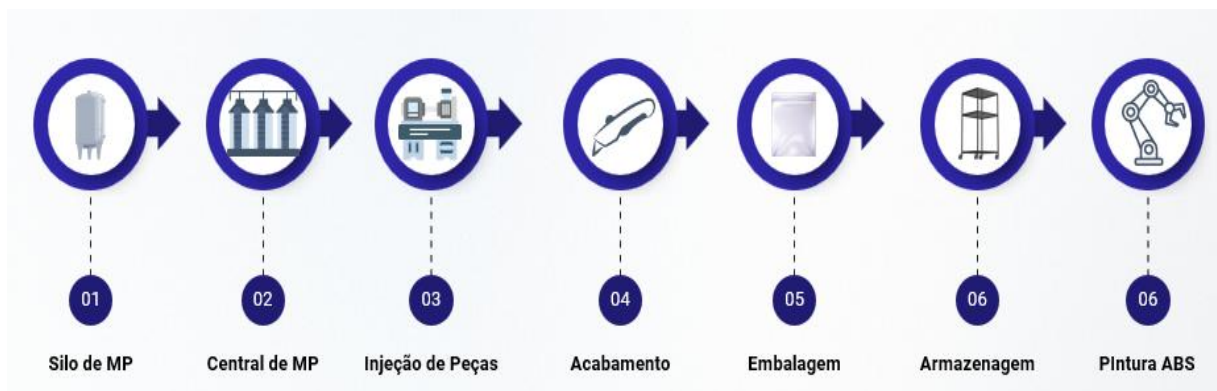 01 02 03 04 05 06 06
Silo de MP Central de MP Injeção de Peças Acabamento Embalagem Armazenagem PIntura ABS